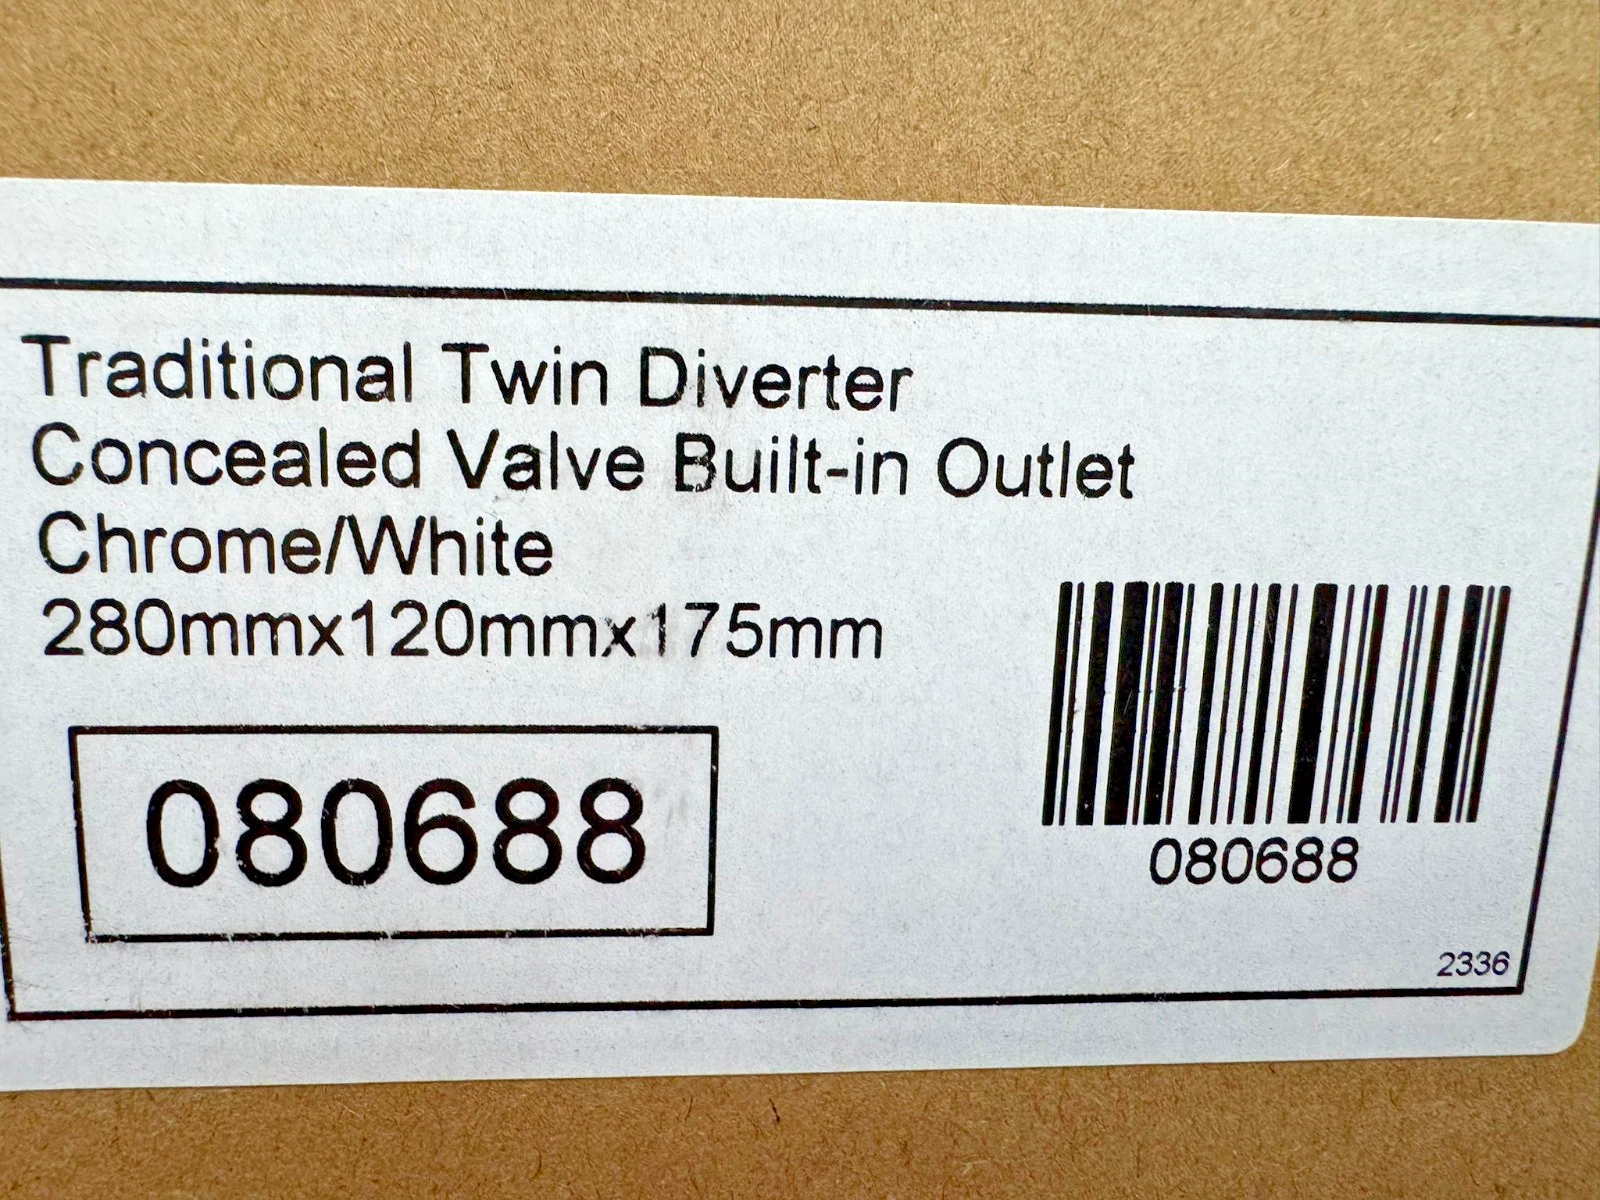 Traditional Twin Diverter
Concealed Valve Built-in Outlet
Chrome/White
280mmx120mmx175mm
080688
080688
2336